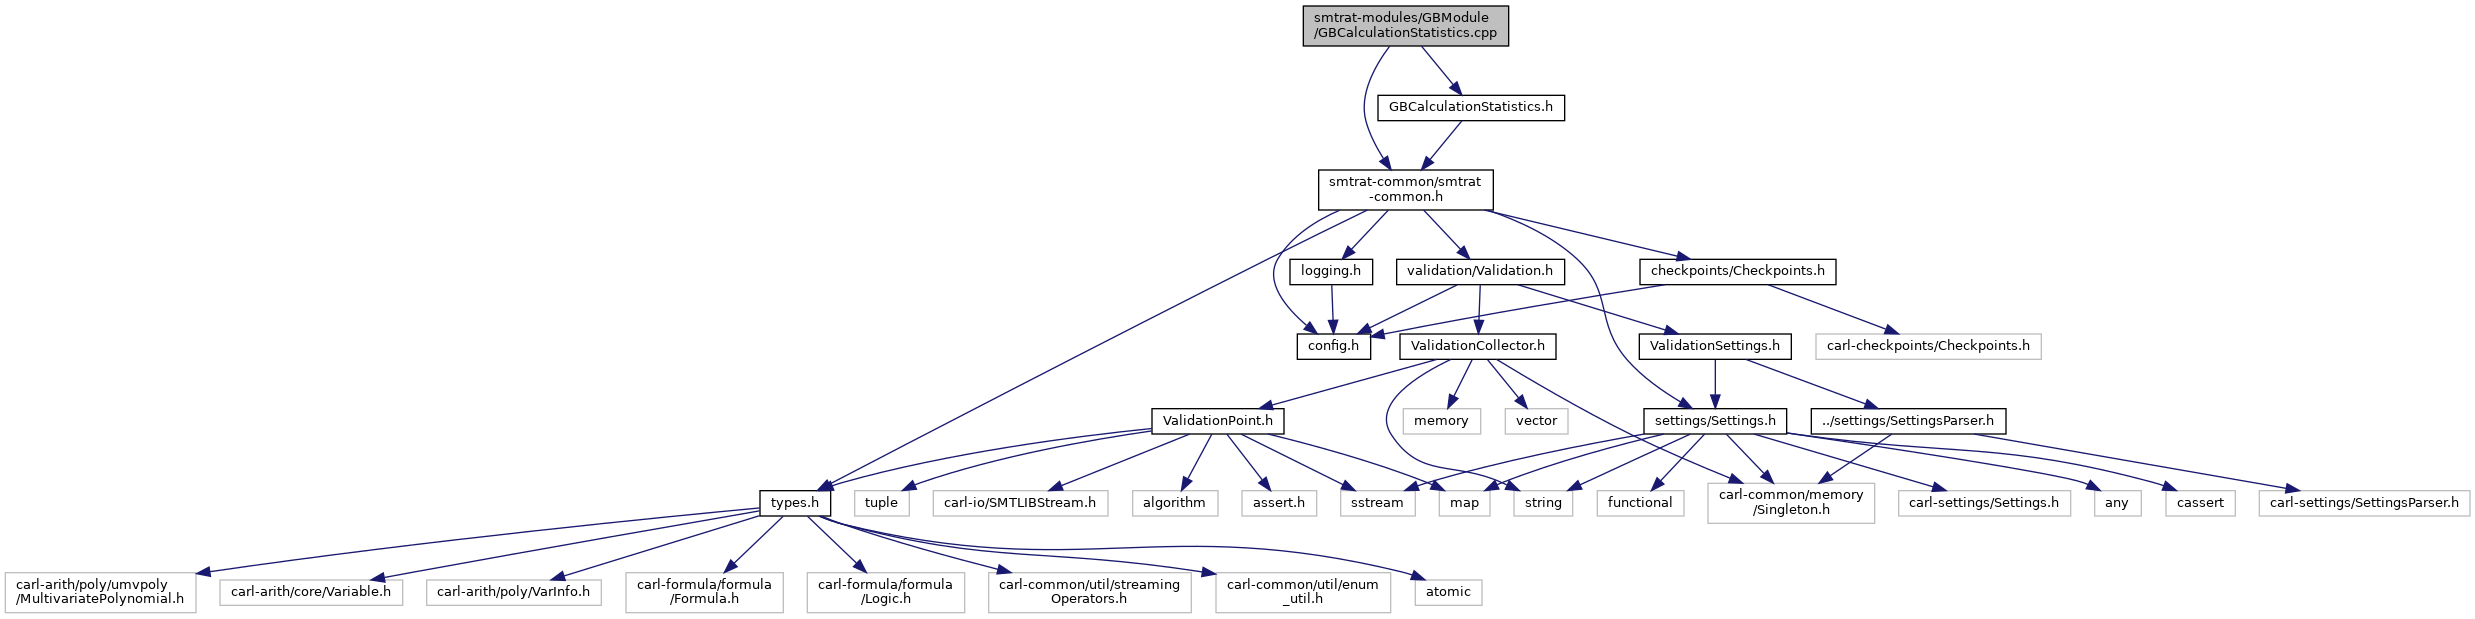 smtrat-modules/GBModule
/GBCalculationStatistics.cpp
GBCalculationStatistics.h
smtrat-common/smtrat
-common.h
logging.h
validation/Validation.h
checkpoints/Checkpoints.h
config.h
ValidationCollector.h
ValidationSettings.h
carl-checkpoints/Checkpoints.h
ValidationPoint.h
memory
vector
settings/Settings.h
../settings/SettingsParser.h
types.h
tuple
carl-io/SMTLIBStream.h
algorithm
assert.h
sstream
map
string
functional
carl-common/memory
/Singleton.h
carl-settings/Settings.h
any
cassert
carl-settings/SettingsParser.h
carl-arith/poly/umvpoly
/MultivariatePolynomial.h
carl-arith/core/Variable.h
carl-arith/poly/VarInfo.h
carl-formula/formula
/Formula.h
carl-formula/formula
/Logic.h
carl-common/util/streaming
Operators.h
carl-common/util/enum
_util.h
atomic